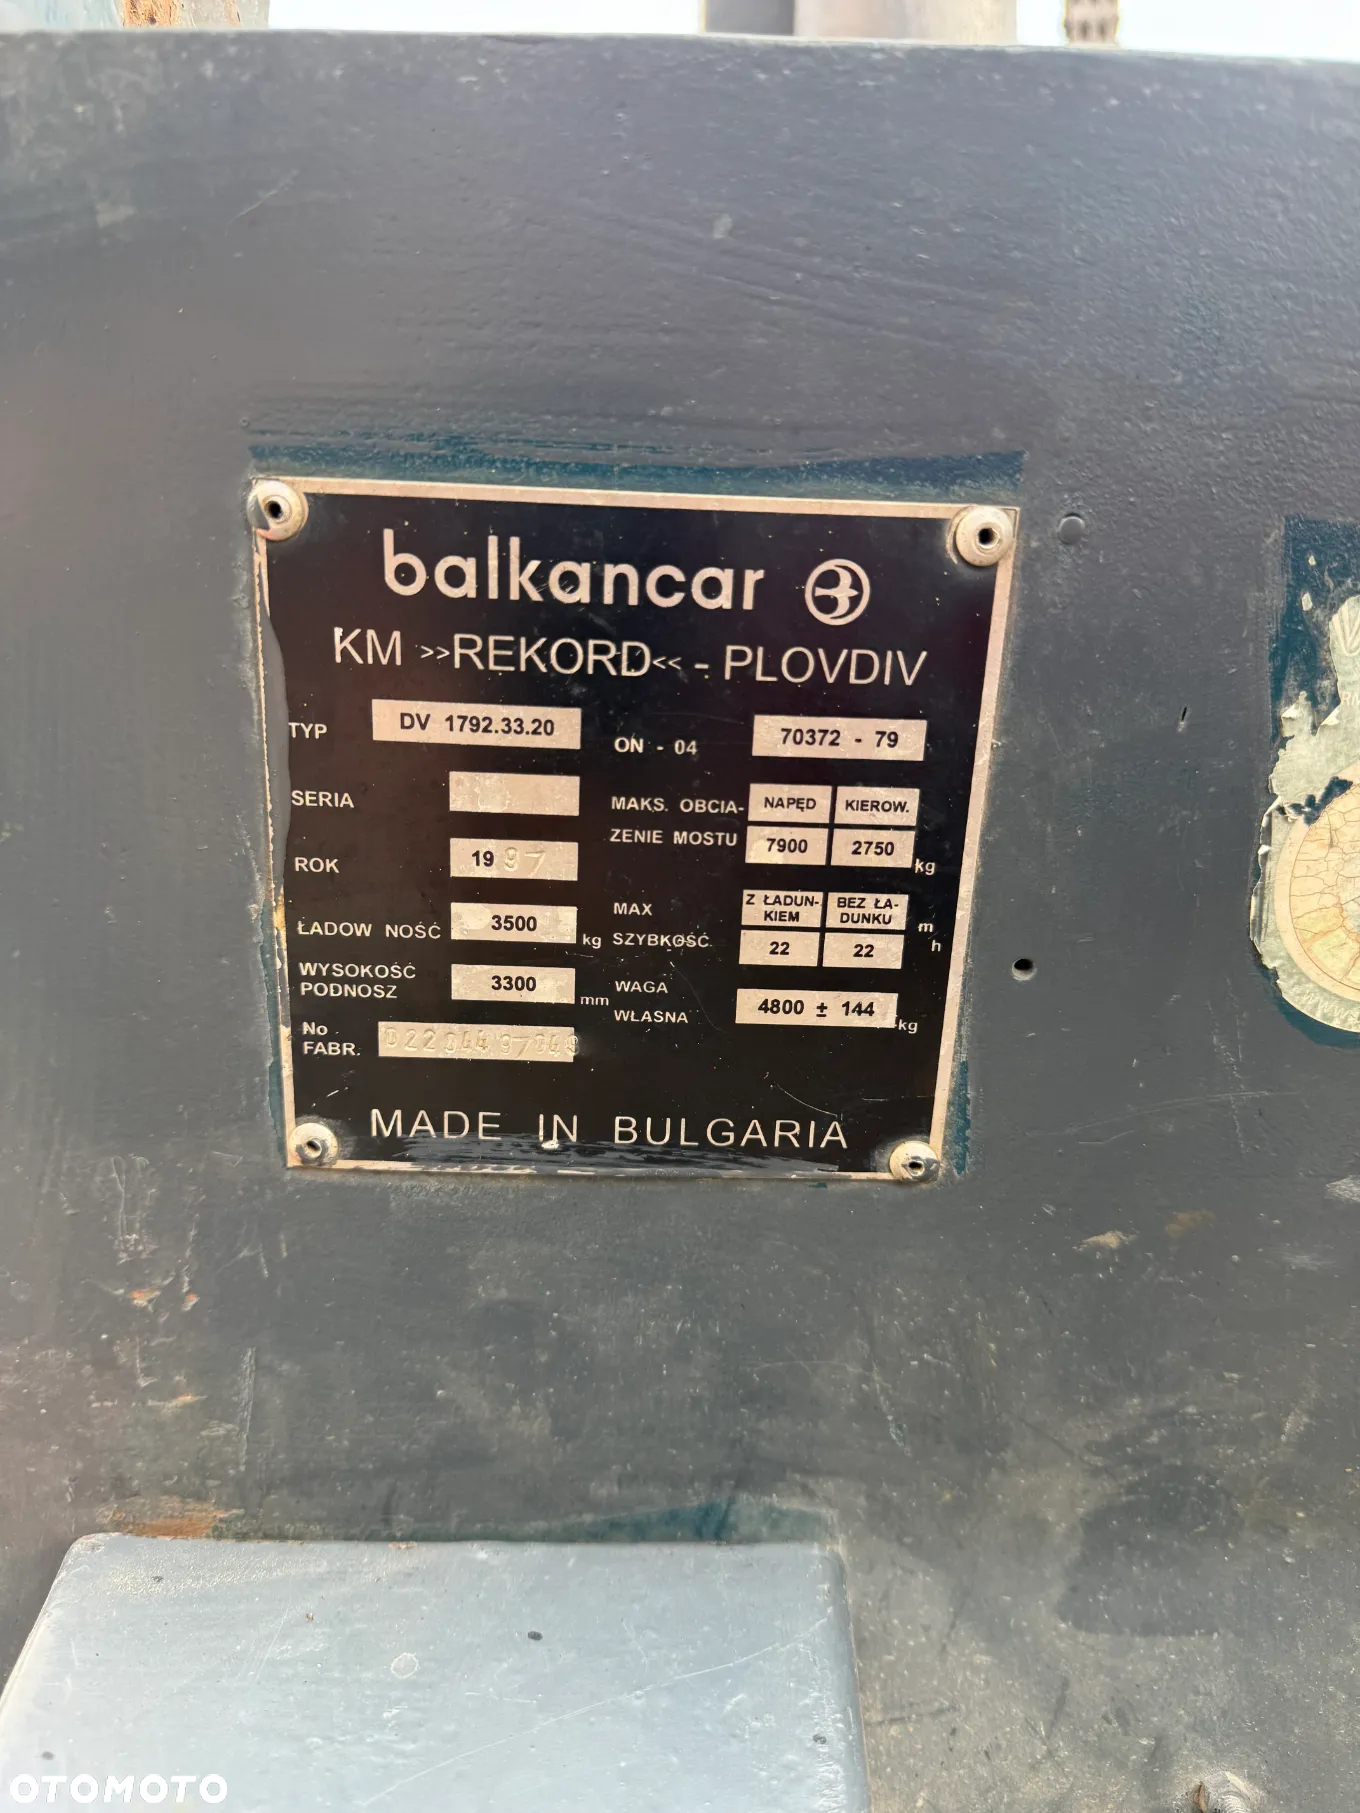 balkancar
KM »REKORD« - PLOVDIV
TYP DV 1792.33.20
SERIA
ROK 1997
ŁADOW NOŚĆ 3500 kg
WYSOKOŚĆ
PODNOSZ 3300 mm
No
FABR.
ON - 04 70372 - 79
MAKS. OBCIA- NAPĘD KIEROW.
ZENIE MOSTU 7900 2750 kg
MAX Z ŁADUN- BEZ ŁA- m
KIEM DUNKU
SZYBKOŚĆ 22 22 h
WAGA
WŁASNA 4800 ± 144 kg
MADE IN BULGARIA
OTOMOTO